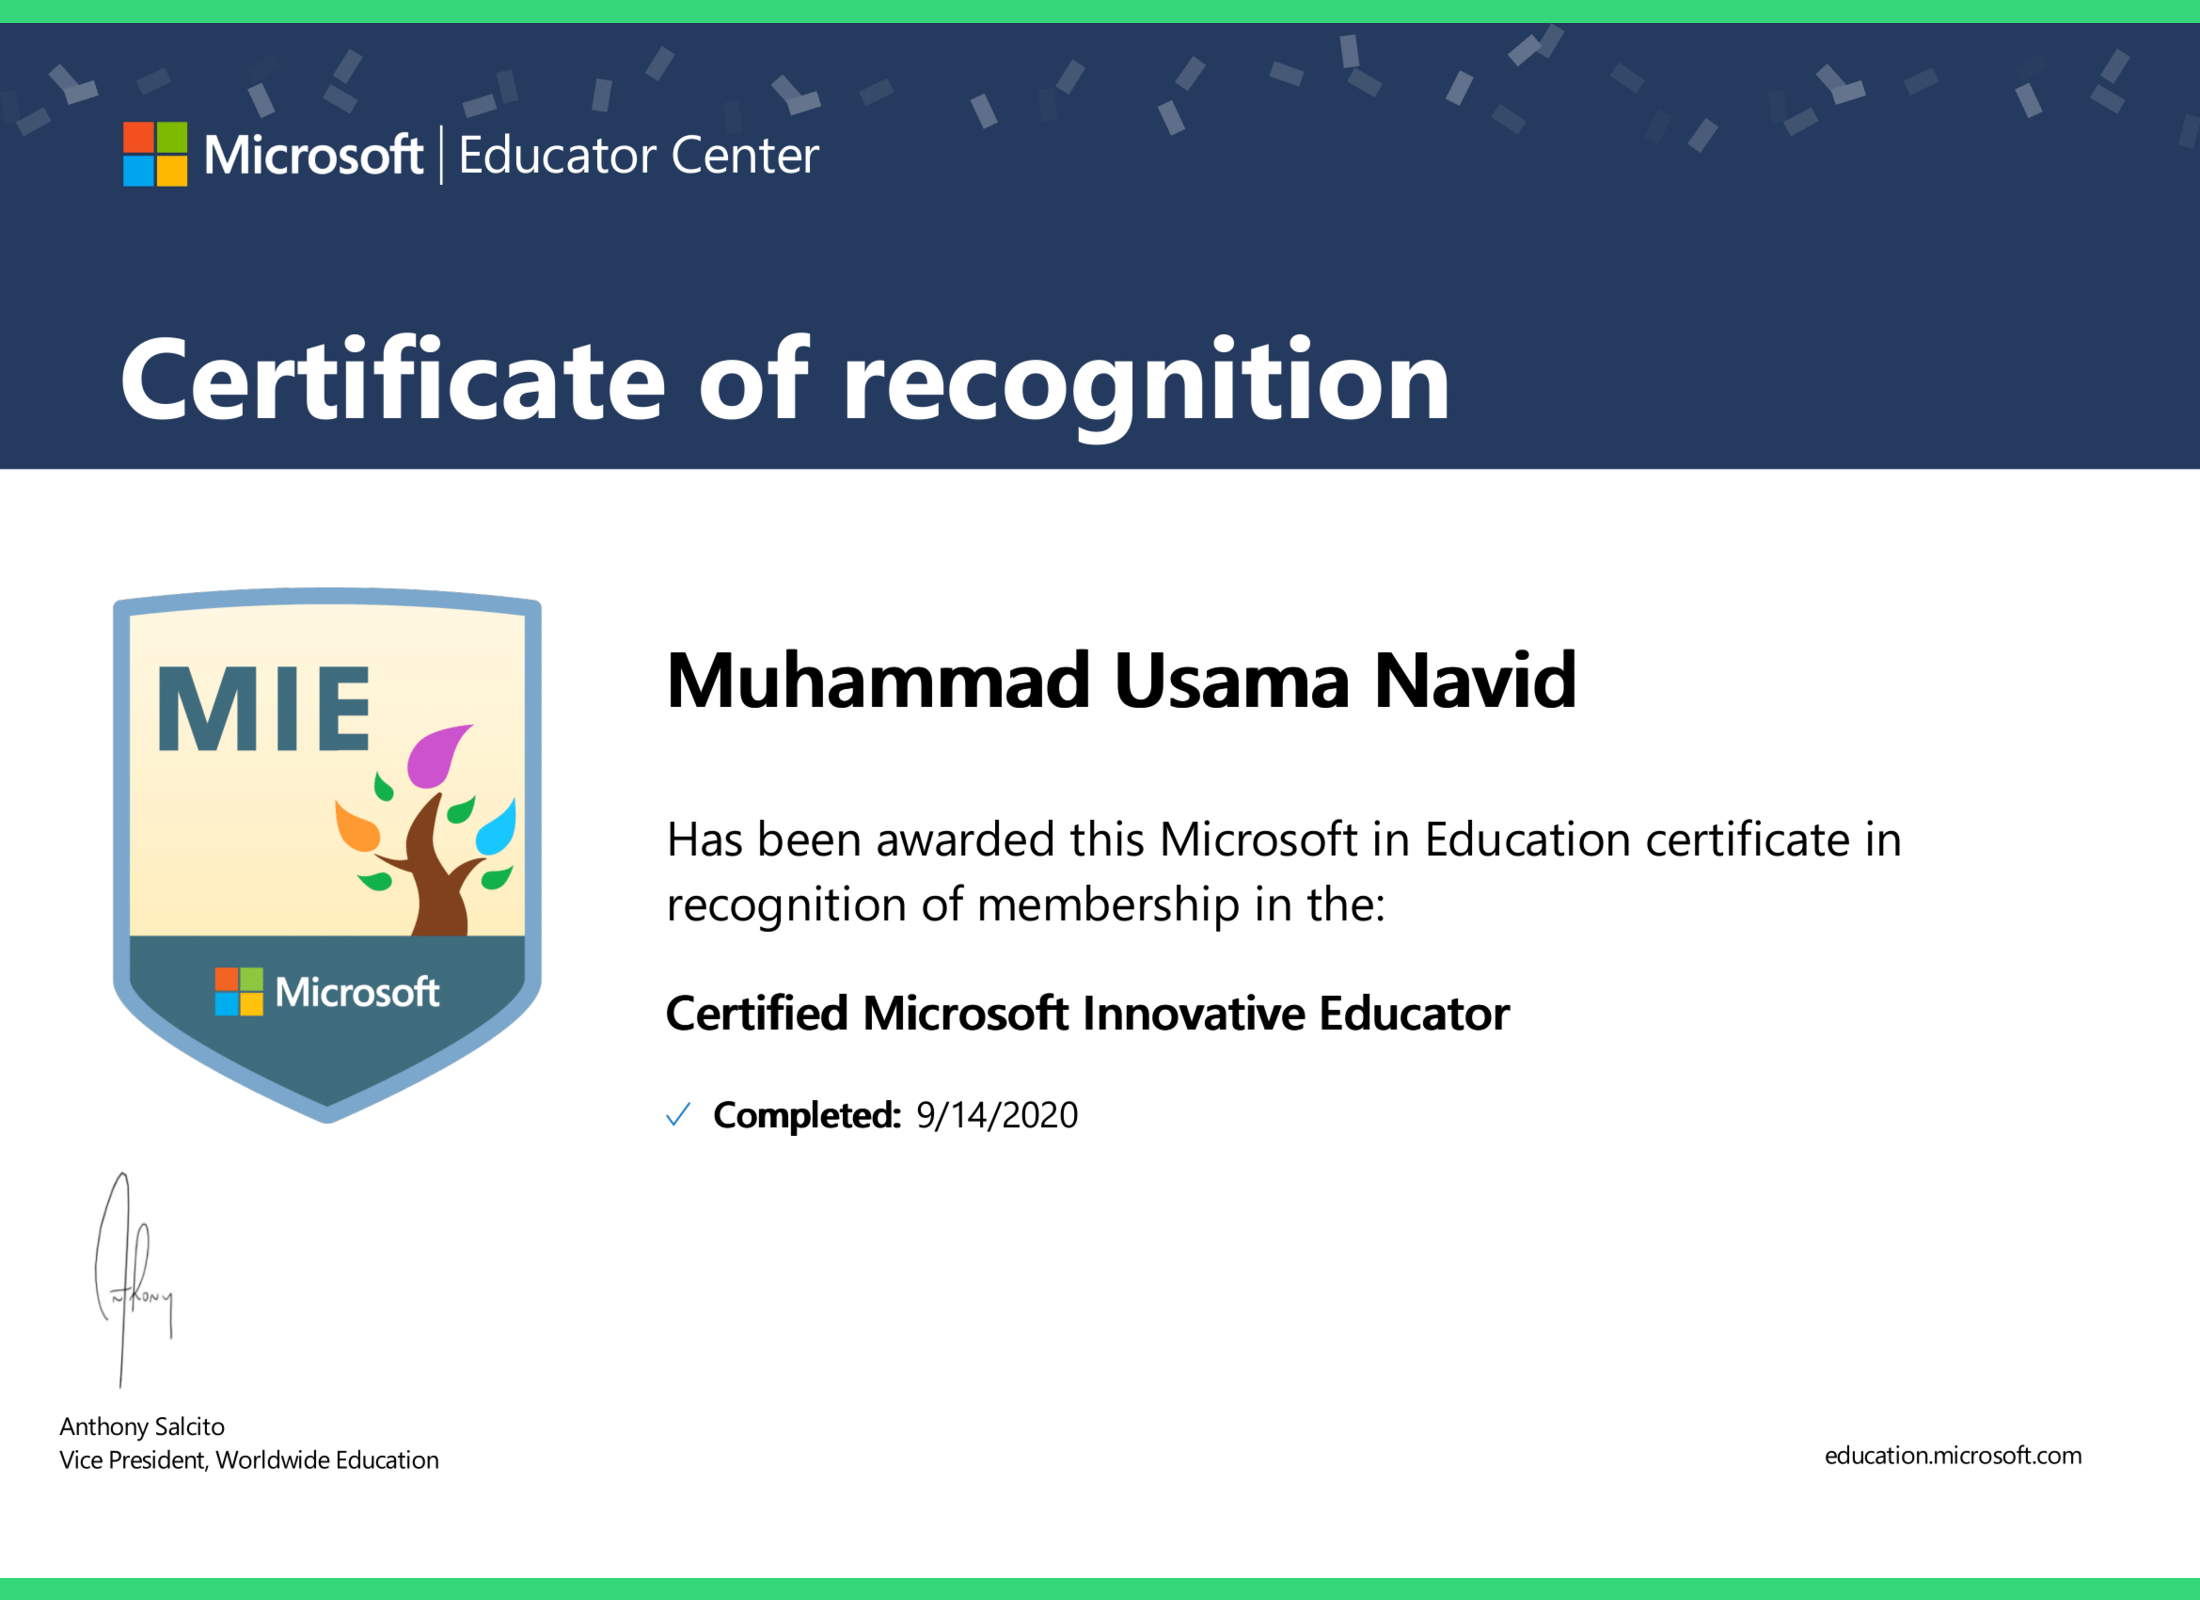 Microsoft | Educator Center
Certificate of recognition
MIE
Microsoft
Muhammad Usama Navid
Has been awarded this Microsoft in Education certificate in
recognition of membership in the:
Certified Microsoft Innovative Educator
Completed: 9/14/2020
Anthony
Anthony Salcito
Vice President, Worldwide Education
education.microsoft.com